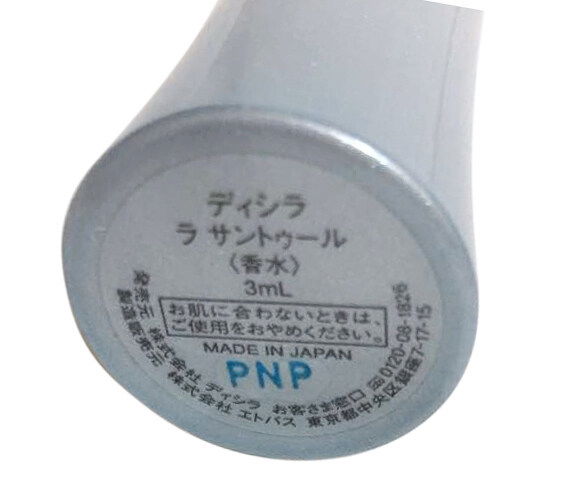 ディシラ
ラ サントゥール
〈香水〉
3mL
お肌に合わないときは、
ご使用をおやめください。
MADE IN JAPAN
PNP
発売元 株式会社 ディシラ お客さま窓口 0120-08-1826
製造販売元 株式会社 エトバス 東京都中央区銀座7-17-15